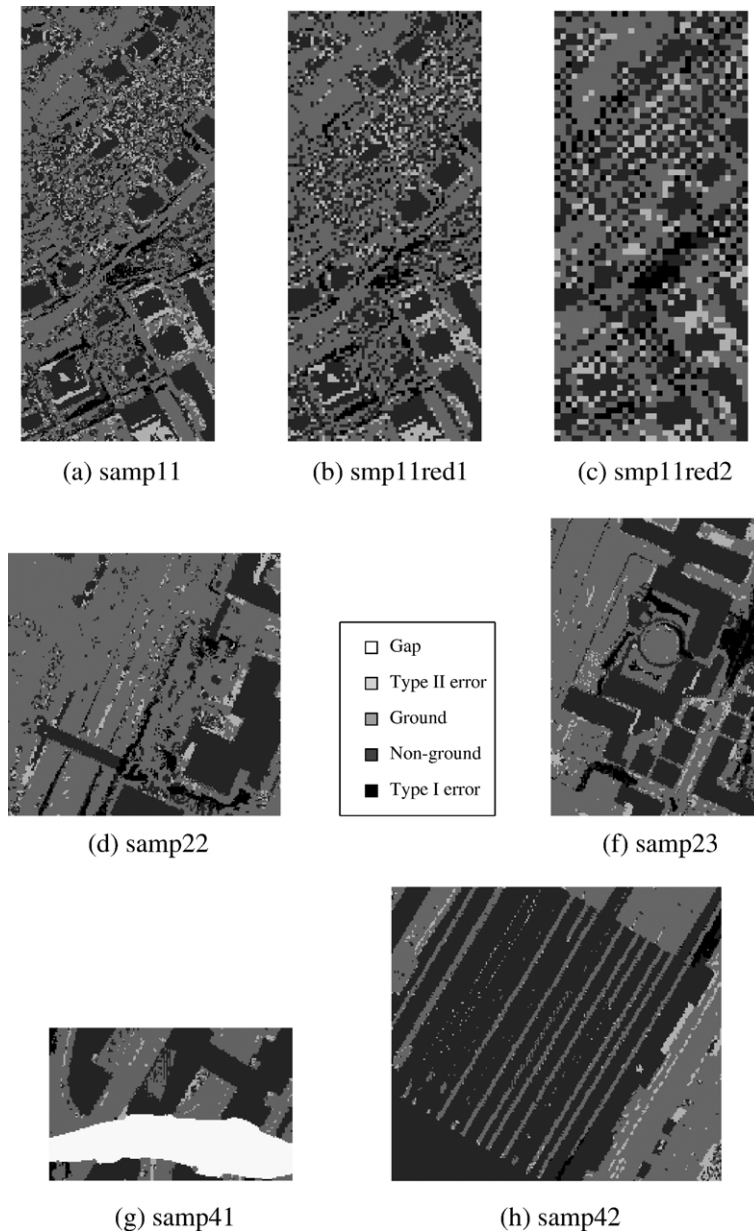 (a) samp11
(b) smp11red1
(c) smp11red2
Gap
Type II error
Ground
Non-ground
Type I error
(d) samp22
(f) samp23
(g) samp41
(h) samp42